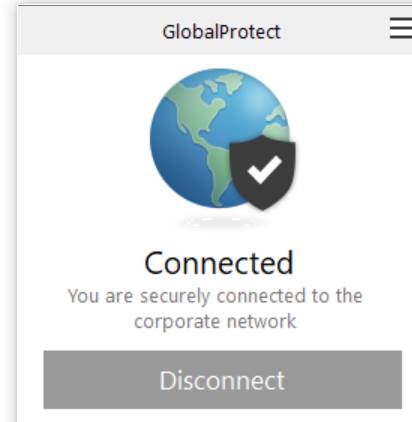 GlobalProtect
Connected
You are securely connected to the
corporate network
Disconnect